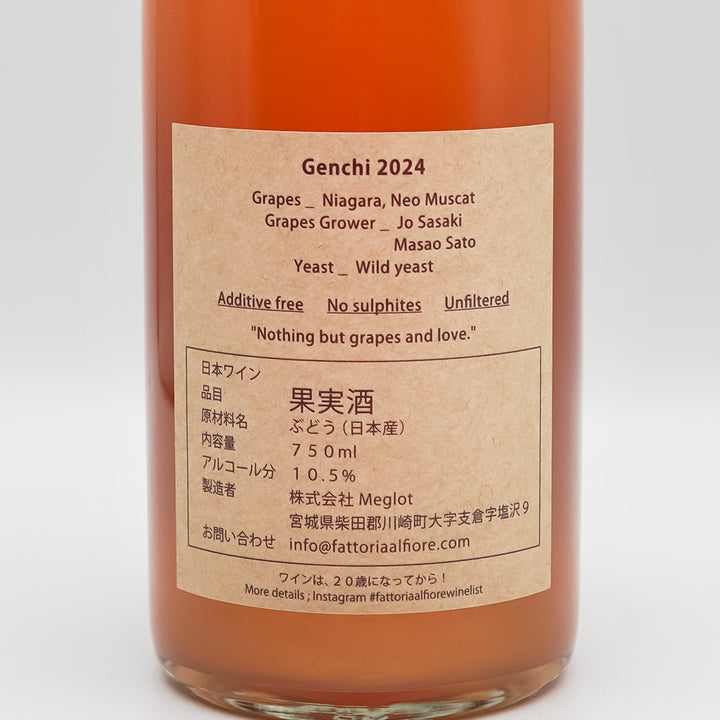 Genchi 2024
Grapes _ Niagara, Neo Muscat
Grapes Grower _ Jo Sasaki
Masao Sato
Yeast _ Wild yeast
Additive free No sulphites Unfiltered
"Nothing but grapes and love."
日本ワイン
品目 果実酒
原材料名 ぶどう（日本産）
内容量 ７５０ml
アルコール分 １０.５%
製造者 株式会社 Meglot
宮城県柴田郡川崎町大字支倉字塩沢９
お問い合わせ info@fattoriaalfiore.com
ワインは、２０歳になってから！
More details ; Instagram #fattoriaalfiorewinelist